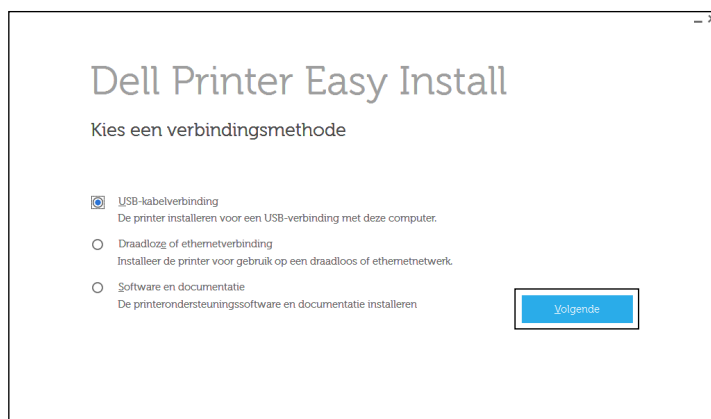 Dell Printer Easy Install
Kies een verbindingsmethode
USB-kabelverbinding
De printer installeren voor een USB-verbinding met deze computer.
Draadloze of ethernetverbinding
Installeer de printer voor gebruik op een draadloos of ethernetnetwerk.
Software en documentatie
De printerondersteuningssoftware en documentatie installeren
Volgende